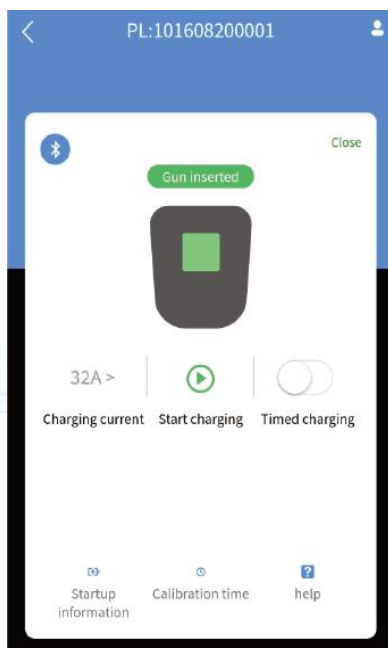 PL:101608200001
Close
Gun inserted
32A >
Charging current
Start charging
Timed charging
Startup
information
Calibration time
help